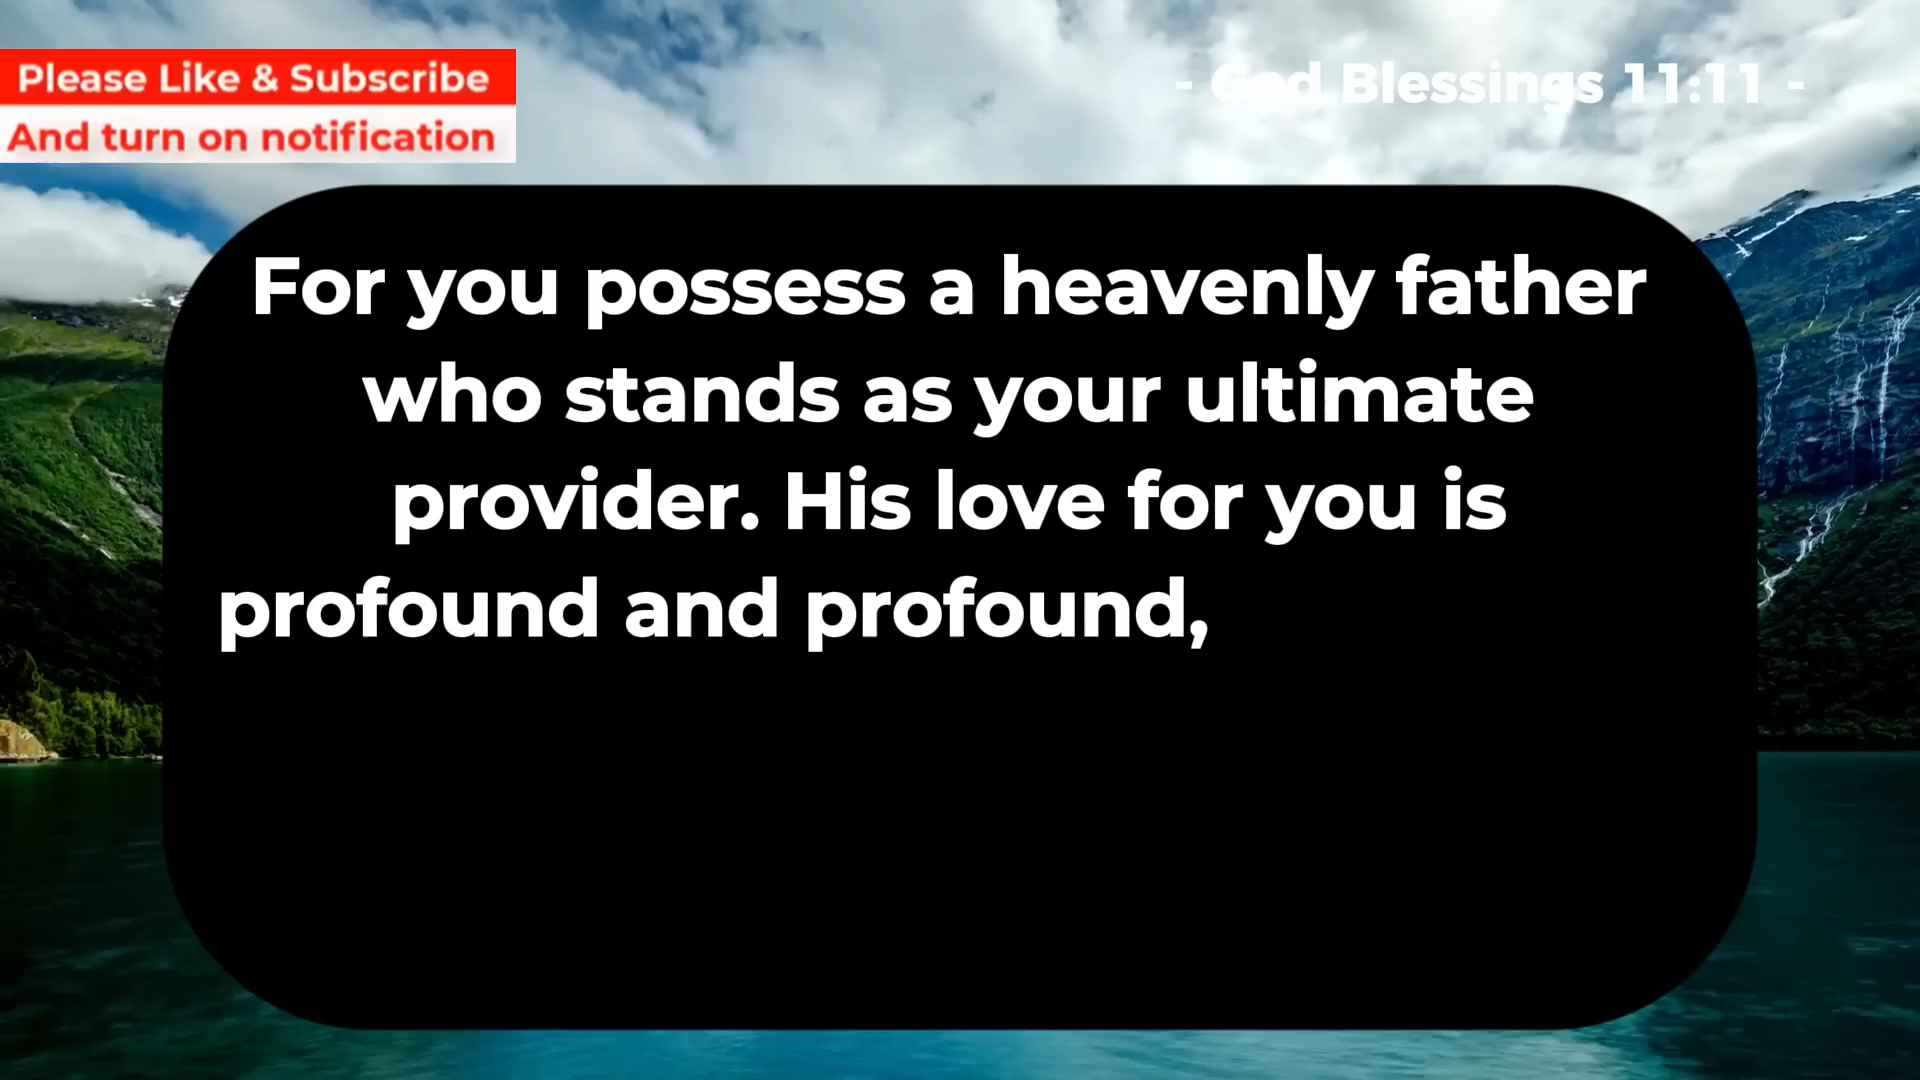 Please Like & Subscribe
And turn on notification
- God Blessings 11:11 -
For you possess a heavenly father
who stands as your ultimate
provider. His love for you is
profound and profound,